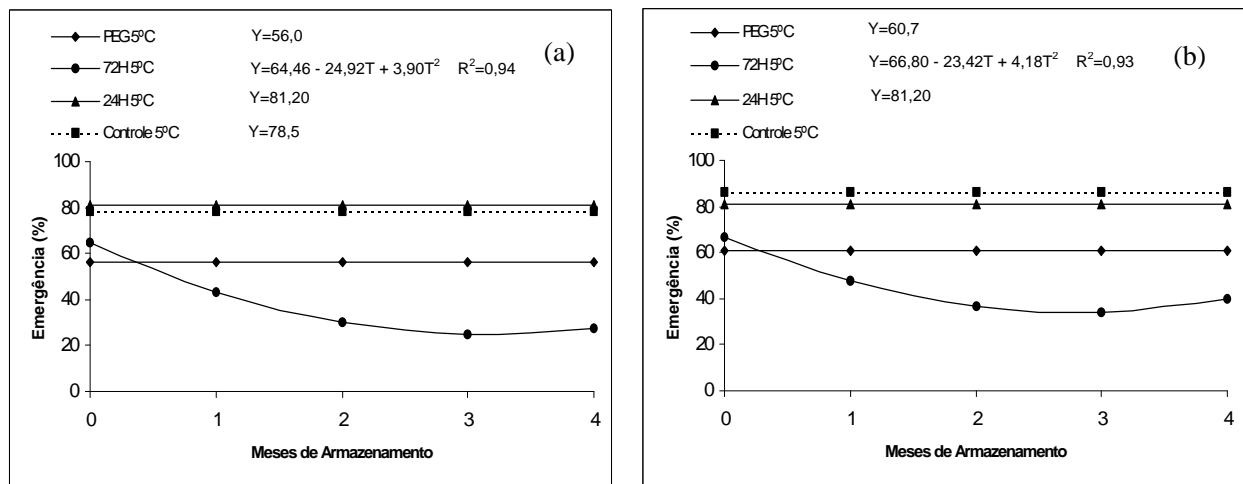 PEG 5ºC Y=56,0
72H 5ºC Y=64,46 - 24,92T + 3,90T² R²=0,94
24H 5ºC Y=81,20
Controle 5ºC Y=78,5
(a)
100
80
60
40
20
0
Emergência (%)
0 1 2 3 4
Meses de Armazenamento
PEG 5ºC Y=60,7
72H 5ºC Y=66,80 - 23,42T + 4,18T² R²=0,93
24H 5ºC Y=81,20
Controle 5ºC
(b)
100
80
60
40
20
0
Emergência (%)
0 1 2 3 4
Meses de Armazenamento